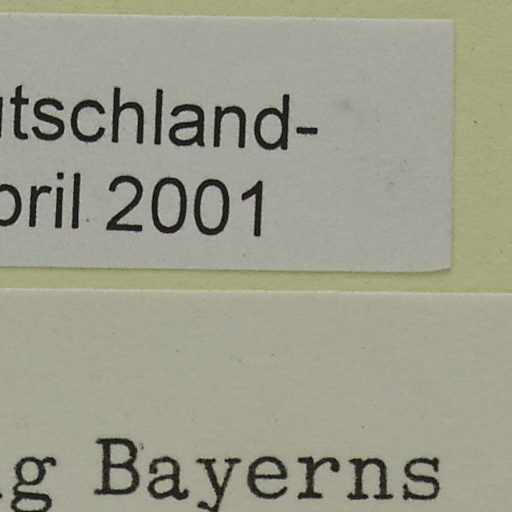 utschland-
pril 2001
g Bayerns